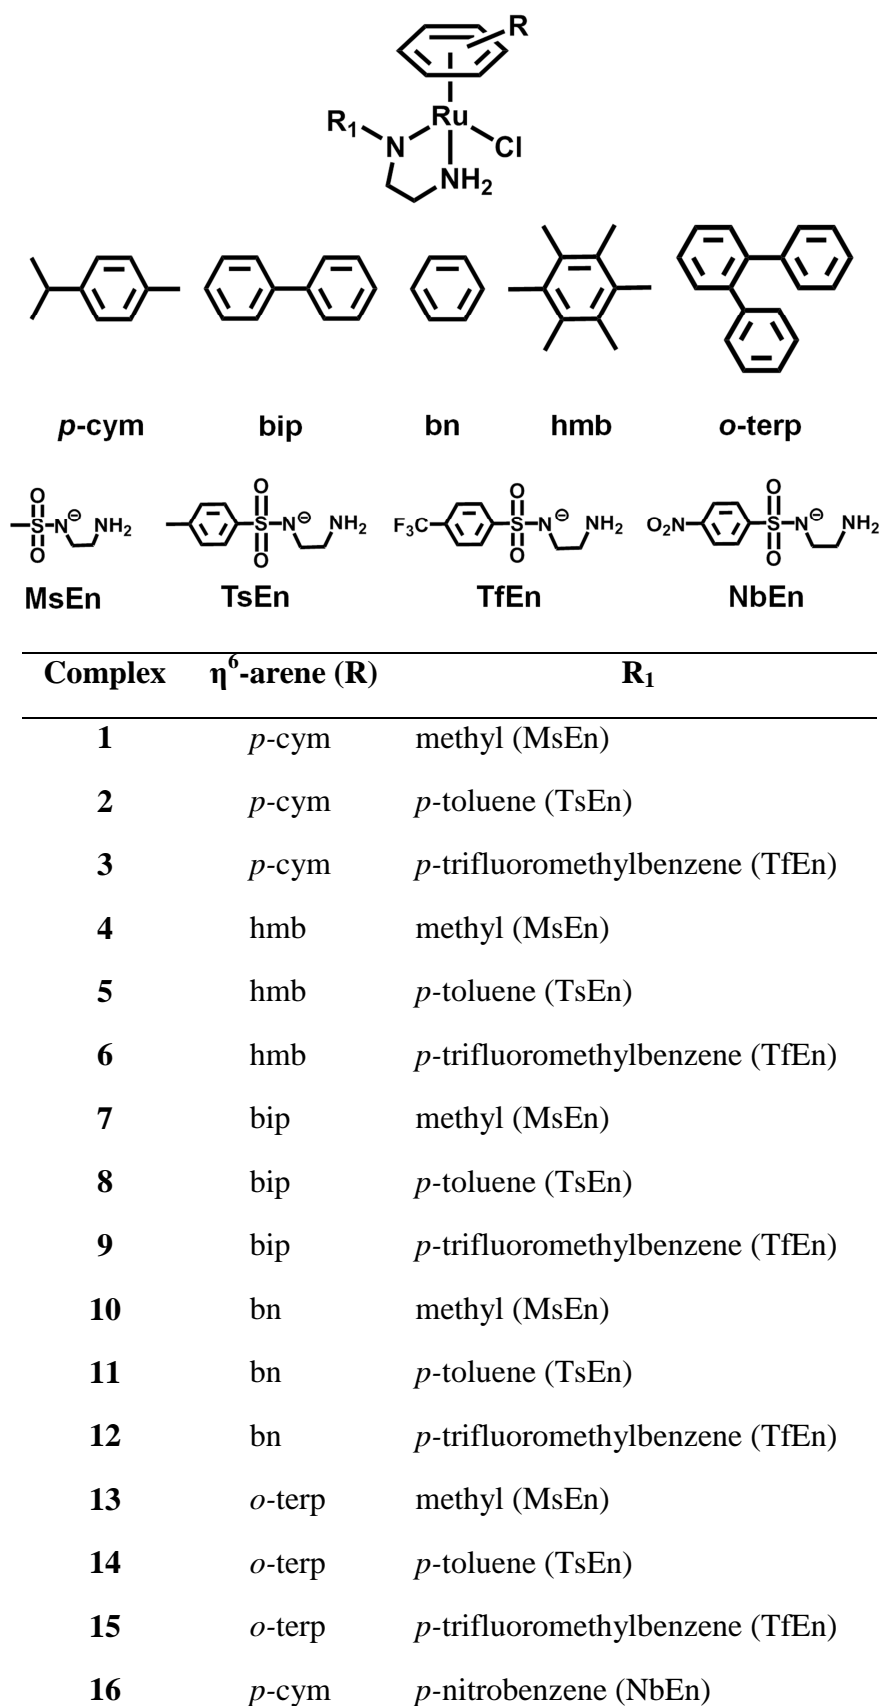 R
Ru
R₁
N
Cl
NH₂
p-cym bip bn hmb o-terp
O O O O
S N ⊖ NH₂ S N ⊖ NH₂ F₃C S N ⊖ NH₂ O₂N S N ⊖ NH₂
O O O O
MsEn TsEn TfEn NbEn
Complex η⁶-arene (R) R₁
1 p-cym methyl (MsEn)
2 p-cym p-toluene (TsEn)
3 p-cym p-trifluoromethylbenzene (TfEn)
4 hmb methyl (MsEn)
5 hmb p-toluene (TsEn)
6 hmb p-trifluoromethylbenzene (TfEn)
7 bip methyl (MsEn)
8 bip p-toluene (TsEn)
9 bip p-trifluoromethylbenzene (TfEn)
10 bn methyl (MsEn)
11 bn p-toluene (TsEn)
12 bn p-trifluoromethylbenzene (TfEn)
13 o-terp methyl (MsEn)
14 o-terp p-toluene (TsEn)
15 o-terp p-trifluoromethylbenzene (TfEn)
16 p-cym p-nitrobenzene (NbEn)